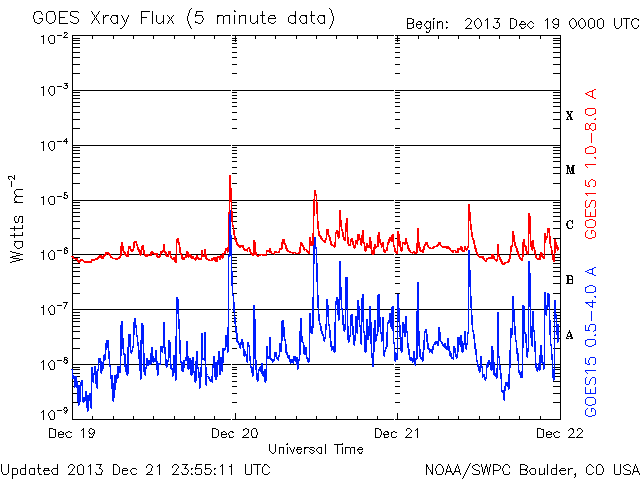 GOES Xray Flux (5 minute data)
Begin: 2013 Dec 19 0000 UTC
10⁻²
10⁻³
10⁻⁴
10⁻⁵
10⁻⁶
10⁻⁷
10⁻⁸
10⁻⁹
Watts m⁻²
X
M
C
B
A
GOES15 1.0-8.0 A
GOES15 0.5-4.0 A
Dec 19
Dec 20
Dec 21
Dec 22
Universal Time
Updated 2013 Dec 21 23:55:11 UTC
NOAA/SWPC Boulder, CO USA